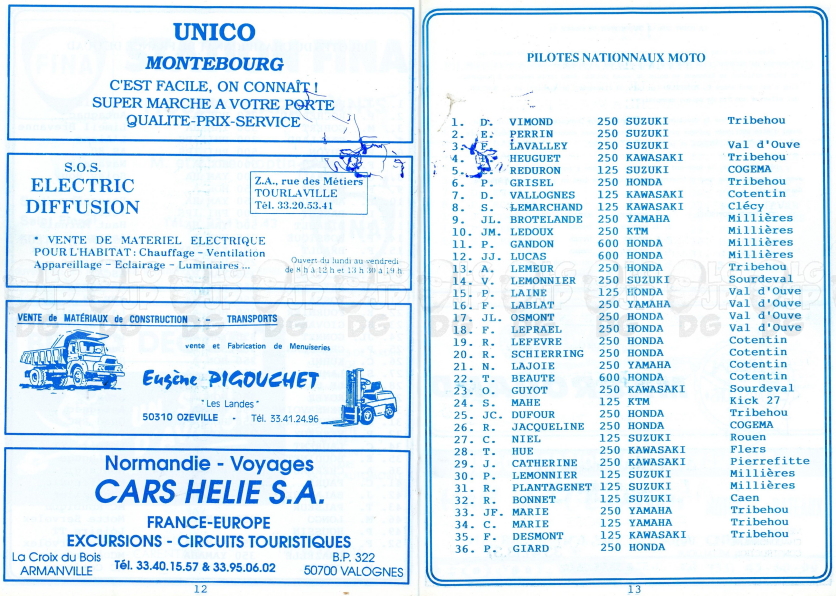 UNICO
MONTEBOURG
C'EST FACILE, ON CONNAÎT !
SUPER MARCHE A VOTRE PORTE
QUALITE-PRIX-SERVICE
S.O.S.
ELECTRIC
DIFFUSION
Z.A., rue des Métiers
TOURLAVILLE
Tél. 33.20.53.41
* VENTE DE MATERIEL ELECTRIQUE
POUR L'HABITAT : Chauffage - Ventilation
Appareillage - Eclairage - Luminaires ...
Ouvert du lundi au vendredi
de 8 h à 12 h et 13 h 30 à 19 h
VENTE de MATÉRIAUX de CONSTRUCTION - TRANSPORTS
vente et Fabrication de Menuiseries
Eugène PIGOUCHET
"Les Landes"
50310 OZEVILLE - Tél. 33.41.24.96
Normandie - Voyages
CARS HELIE S.A.
FRANCE-EUROPE
EXCURSIONS - CIRCUITS TOURISTIQUES
La Croix du Bois
ARMANVILLE
Tél. 33.40.15.57 & 33.95.06.02
B.P. 322
50700 VALOGNES
12
PILOTES NATIONNAUX MOTO
1. D. VIMOND 250 SUZUKI Tribehou
2. E. PERRIN 250 SUZUKI
3. F. LAVALLEY 250 SUZUKI Val d'Ouve
4. HEUGUET 250 KAWASAKI Tribehou
5. REDURON 125 SUZUKI COGEMA
6. P. GRISEL 250 HONDA Tribehou
7. D. VALLOGNES 125 KAWASAKI Cotentin
8. S. LEMARCHAND 125 KAWASAKI Clécy
9. JL. BROTELANDE 250 YAMAHA Millières
10. JM. LEDOUX 250 KTM Millières
11. P. GANDON 600 HONDA Millières
12. JJ. LUCAS 600 HONDA Millières
13. A. LEMEUR 250 HONDA Tribehou
14. V. LEMONNIER 250 SUZUKI Sourdeval
15. P. LAINE 125 HONDA Val d'Ouve
16. F. LABLAT 250 YAMAHA Val d'Ouve
17. JL. OSMONT 250 HONDA Val d'Ouve
18. F. LEPRAEL 250 HONDA Val d'Ouve
19. R. LEFEVRE 250 HONDA Cotentin
20. R. SCHIERRING 250 HONDA Cotentin
21. N. LAJOIE 250 YAMAHA Cotentin
22. T. BEAUTE 600 HONDA Cotentin
23. O. GUYOT 250 KAWASAKI Sourdeval
24. S. MAHE 125 KTM Kick 27
25. JC. DUFOUR 250 HONDA Tribehou
26. R. JACQUELINE 250 HONDA COGEMA
27. C. NIEL 125 SUZUKI Rouen
28. T. HUE 250 KAWASAKI Flers
29. J. CATHERINE 250 KAWASAKI Pierrefitte
30. P. LEMONNIER 125 SUZUKI Millières
31. R. PLANTAGENET 125 SUZUKI Millières
32. R. BONNET 125 SUZUKI Caen
33. JF. MARIE 250 YAMAHA Tribehou
34. C. MARIE 125 YAMAHA Tribehou
35. F. DESMONT 125 KAWASAKI Tribehou
36. P. GIARD 250 HONDA
13